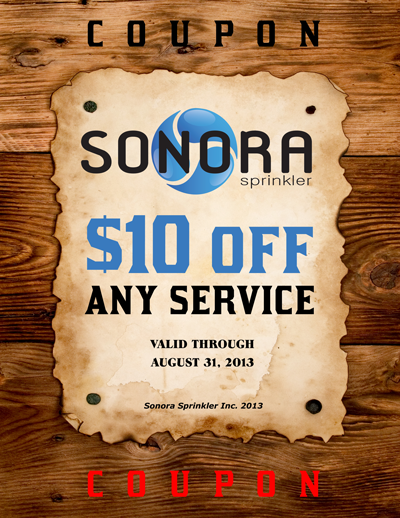 COUPON
SONORA
sprinkler
$10 OFF
ANY SERVICE
VALID THROUGH
AUGUST 31, 2013
Sonora Sprinkler Inc. 2013
COUPON